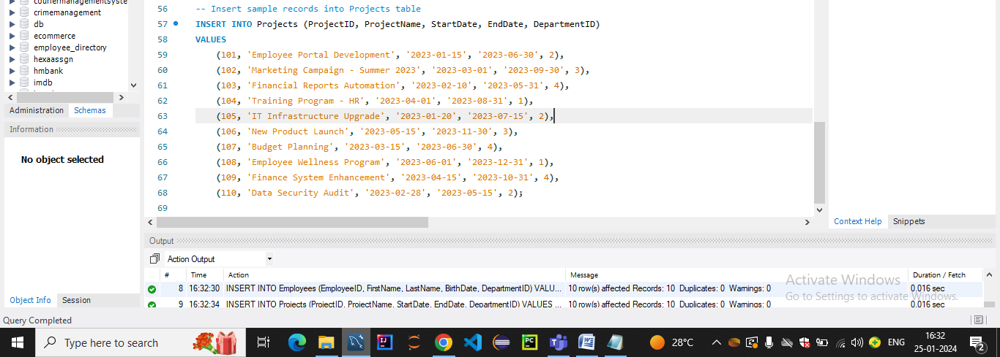 couriermanagementsyste
crimemanagement
db
ecommerce
employee_directory
hexaassgn
hmbank
imdb
Administration Schemas
Information
No object selected
Object Info Session
56 -- Insert sample records into Projects table
57 INSERT INTO Projects (ProjectID, ProjectName, StartDate, EndDate, DepartmentID)
58 VALUES
59 (101, 'Employee Portal Development', '2023-01-15', '2023-06-30', 2),
60 (102, 'Marketing Campaign - Summer 2023', '2023-03-01', '2023-09-30', 3),
61 (103, 'Financial Reports Automation', '2023-02-10', '2023-05-31', 4),
62 (104, 'Training Program - HR', '2023-04-01', '2023-08-31', 1),
63 (105, 'IT Infrastructure Upgrade', '2023-01-20', '2023-07-15', 2),
64 (106, 'New Product Launch', '2023-05-15', '2023-11-30', 3),
65 (107, 'Budget Planning', '2023-03-15', '2023-06-30', 4),
66 (108, 'Employee Wellness Program', '2023-06-01', '2023-12-31', 1),
67 (109, 'Finance System Enhancement', '2023-04-15', '2023-10-31', 4),
68 (110, 'Data Security Audit', '2023-02-28', '2023-05-15', 2);
69
Context Help Snippets
Output
Action Output
# Time Action Message Duration / Fetch
8 16:32:30 INSERT INTO Employees (EmployeeID, FirstName, LastName, BirthDate, DepartmentID) VALU... 10 row(s) affected Records: 10 Duplicates: 0 Warnings: 0 0.016 sec
9 16:32:34 INSERT INTO Projects (ProjectID, ProjectName, StartDate, EndDate, DepartmentID) VALUES ... 10 row(s) affected Records: 10 Duplicates: 0 Warnings: 0 0.016 sec
Activate Windows
Go to Settings to activate Windows.
Query Completed
Type here to search
28°C
ENG
16:32
25-01-2024
2